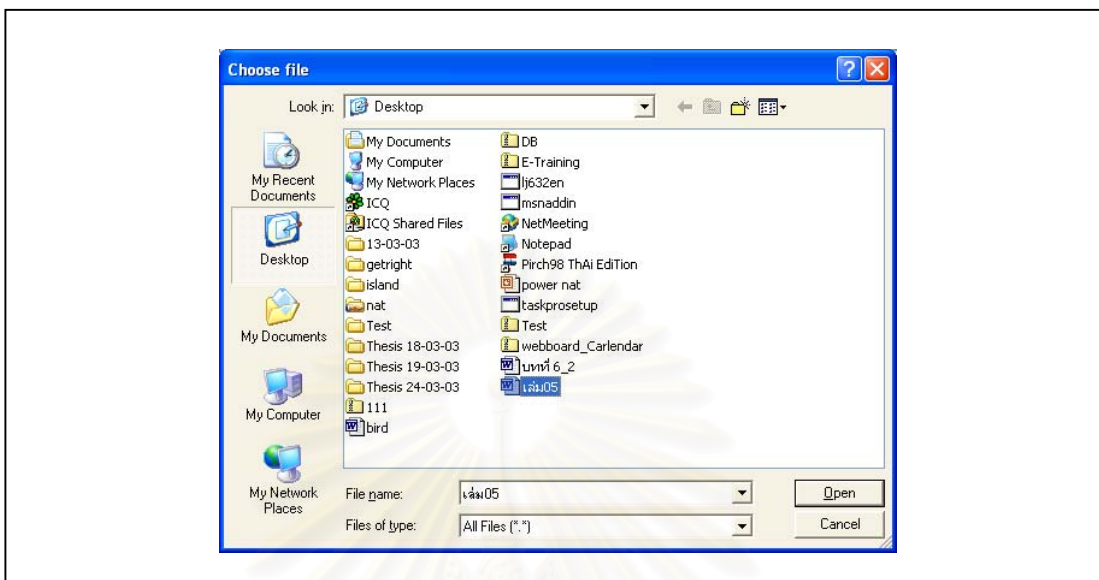 Choose file
Look in: Desktop
My Recent Documents
Desktop
My Documents
My Computer
My Network Places
My Documents
My Computer
My Network Places
ICQ
ICQ Shared Files
13-03-03
getright
island
nat
Test
Thesis 18-03-03
Thesis 19-03-03
Thesis 24-03-03
111
bird
DB
E-Training
lj632en
msnaddin
NetMeeting
Notepad
Pirch98 ThAi EdiTion
power nat
taskprosetup
Test
webboard_Carlendar
บทที่ 6_2
เล่ม05
File name: เล่ม05
Open
Files of type: All Files (*.*)
Cancel